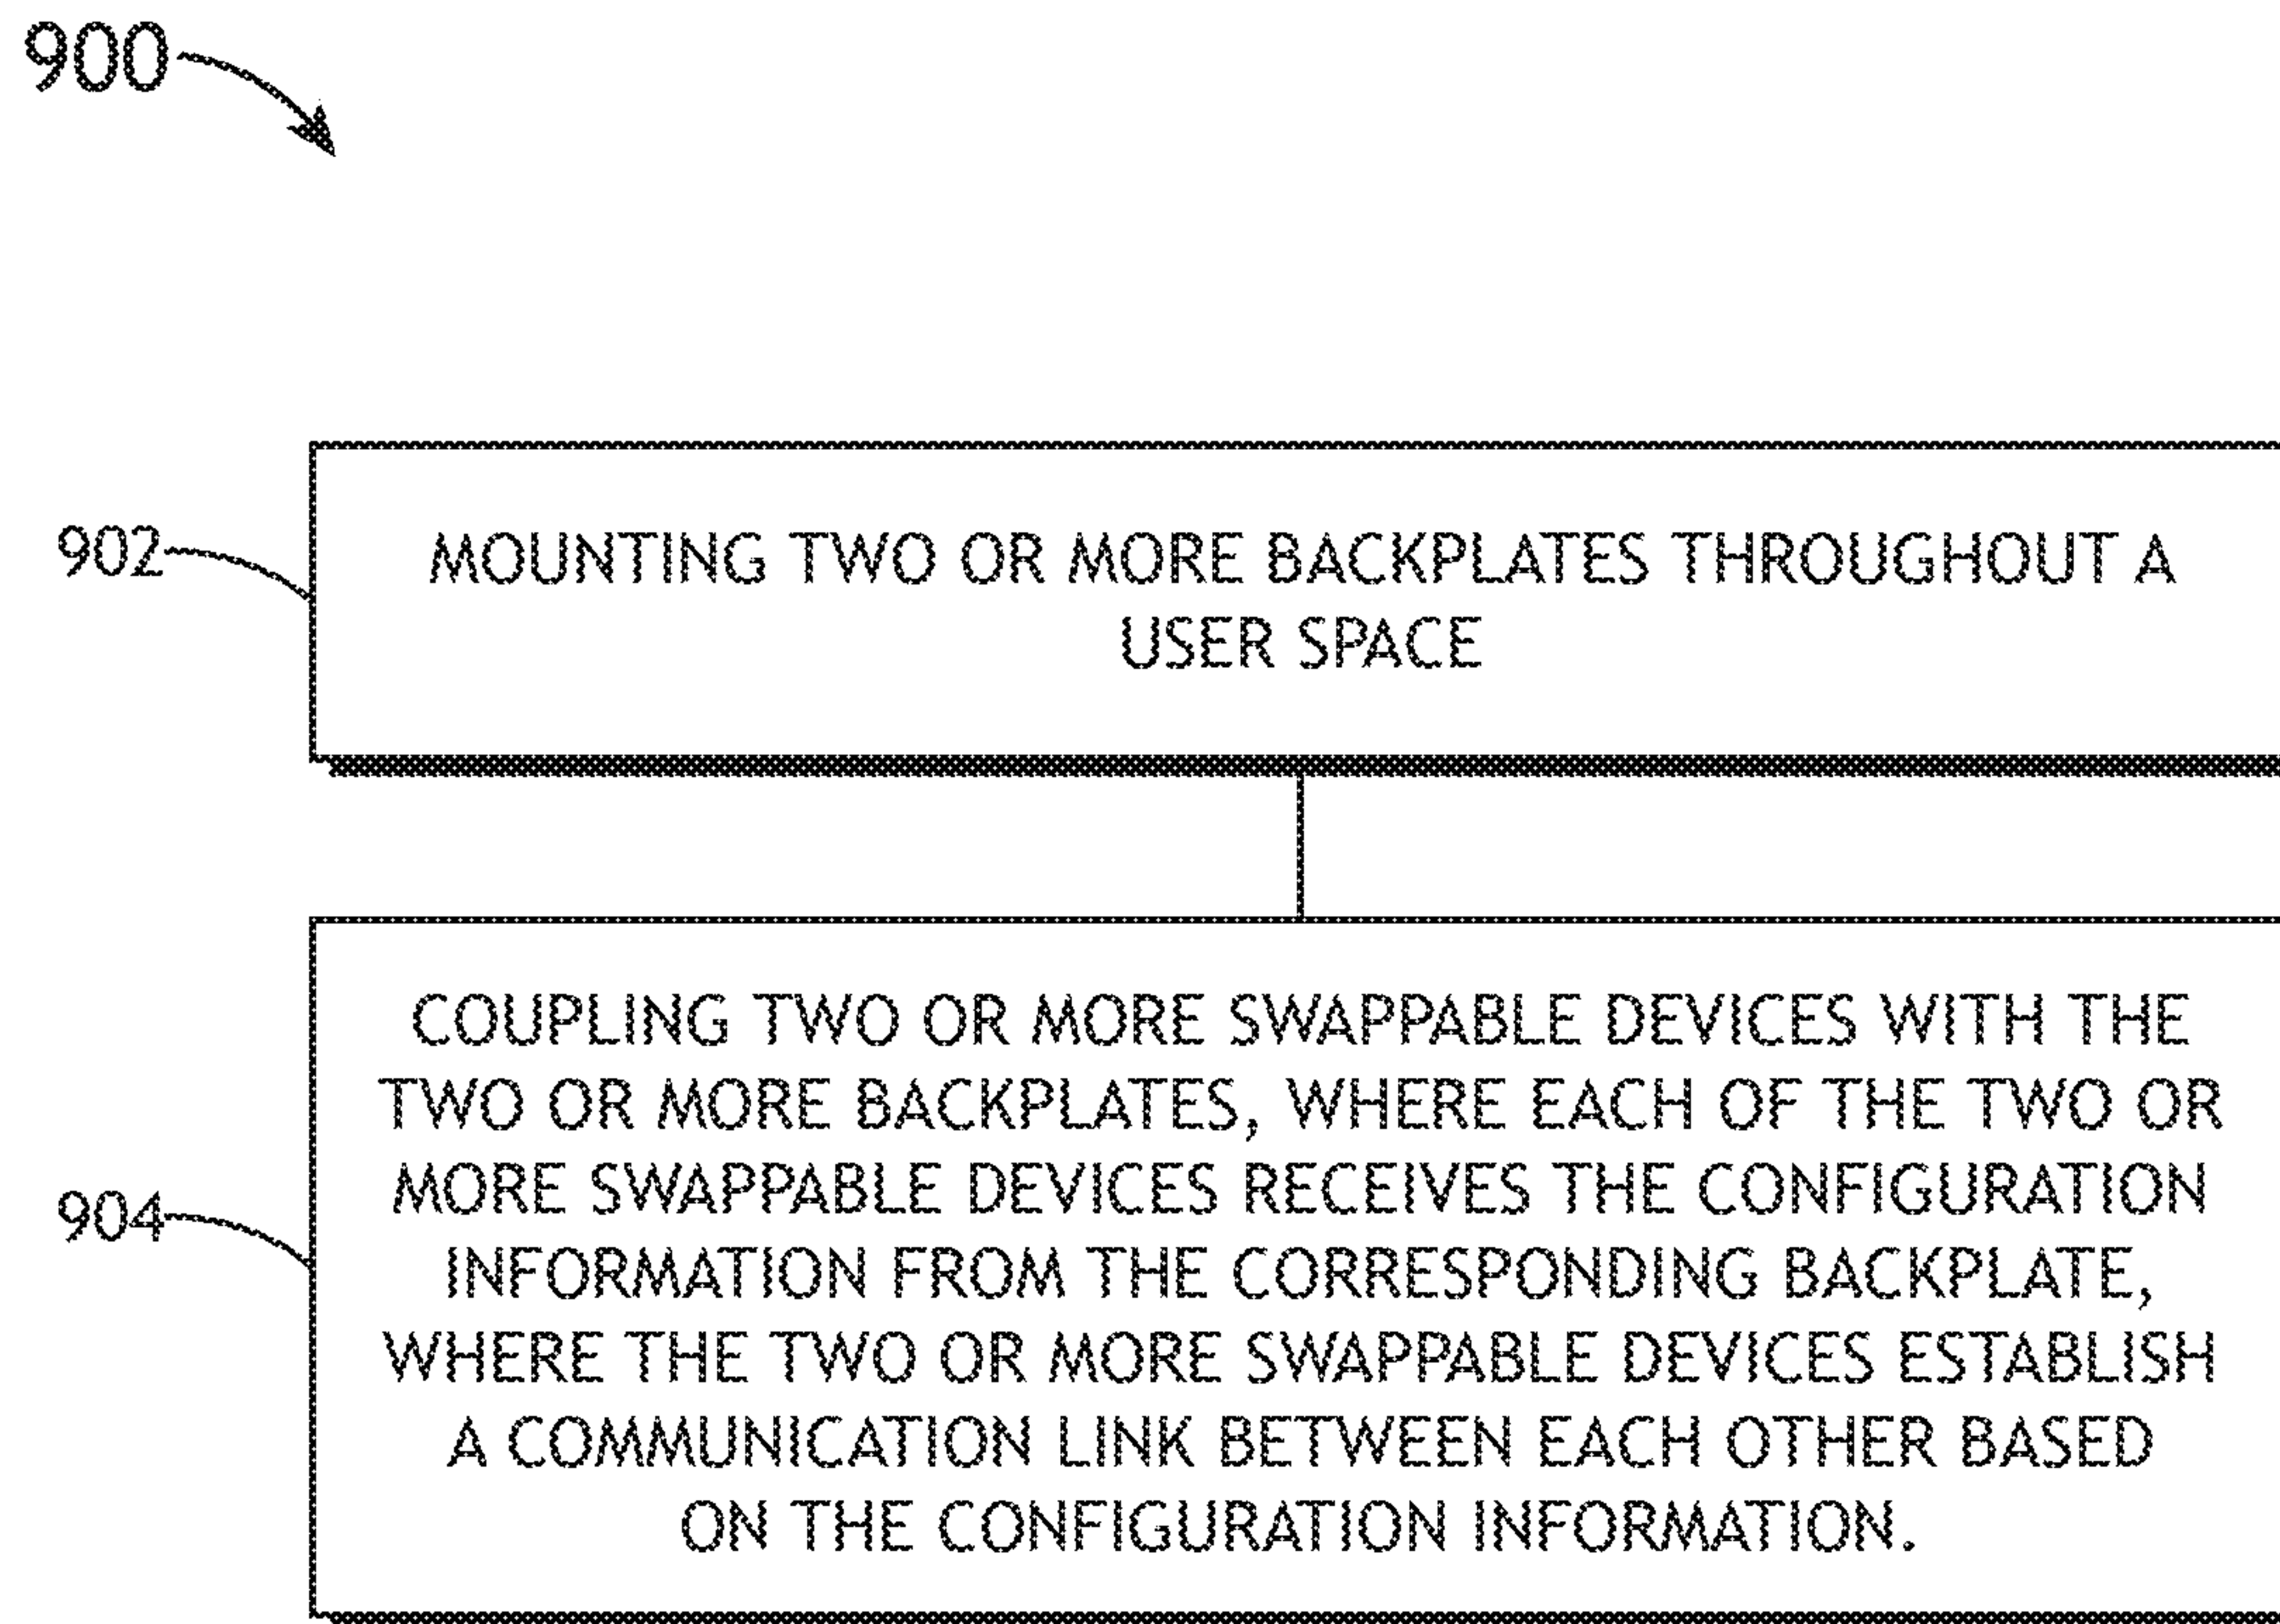 900
902
MOUNTING TWO OR MORE BACKPLATES THROUGHOUT A
USER SPACE
904
COUPLING TWO OR MORE SWAPPABLE DEVICES WITH THE
TWO OR MORE BACKPLATES, WHERE EACH OF THE TWO OR
MORE SWAPPABLE DEVICES RECEIVES THE CONFIGURATION
INFORMATION FROM THE CORRESPONDING BACKPLATE,
WHERE THE TWO OR MORE SWAPPABLE DEVICES ESTABLISH
A COMMUNICATION LINK BETWEEN EACH OTHER BASED
ON THE CONFIGURATION INFORMATION.